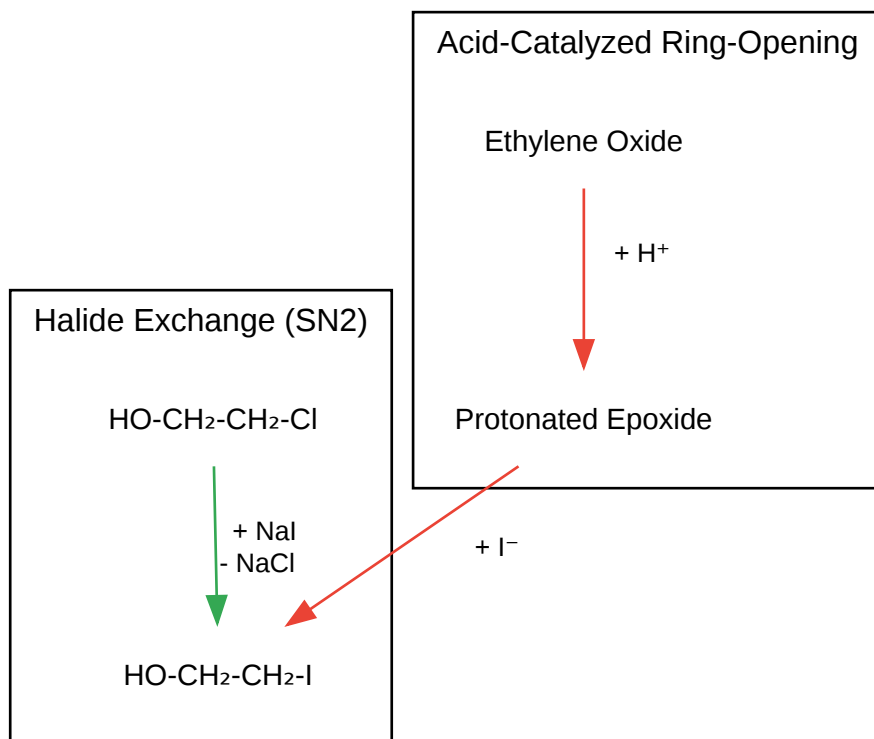 Acid-Catalyzed Ring-Opening
Ethylene Oxide
+ H⁺
Protonated Epoxide
+ I⁻
Halide Exchange (SN2)
HO-CH₂-CH₂-Cl
+ NaI
- NaCl
HO-CH₂-CH₂-I